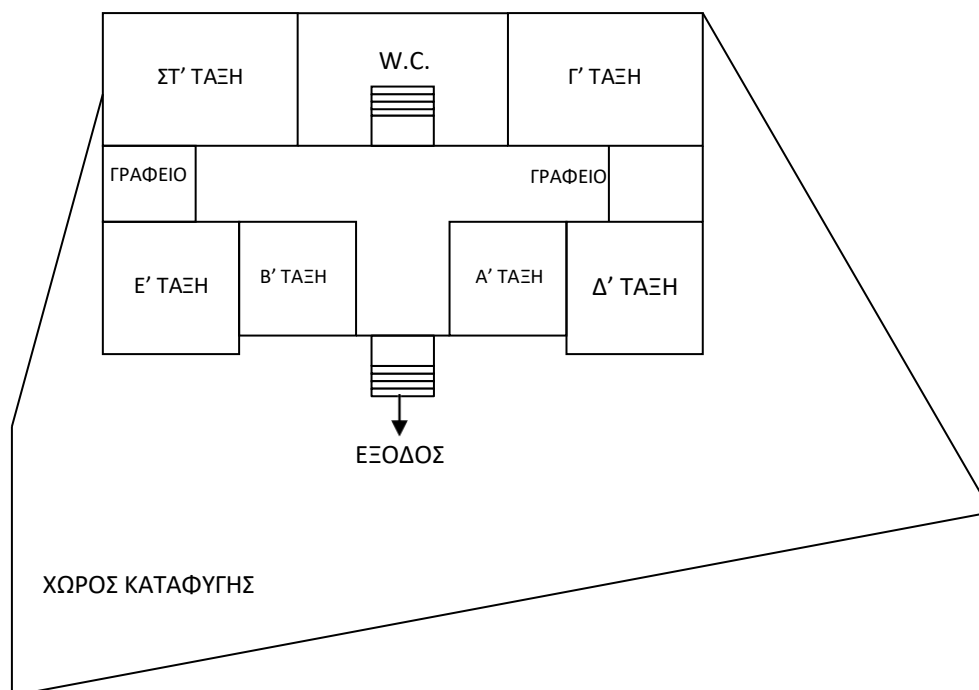 ΣΤ’ ΤΑΞΗ
W.C.
Γ’ ΤΑΞΗ
ΓΡΑΦΕΙΟ
ΓΡΑΦΕΙΟ
Ε’ ΤΑΞΗ
Β’ ΤΑΞΗ
Α’ ΤΑΞΗ
Δ’ ΤΑΞΗ
ΕΞΟΔΟΣ
ΧΩΡΟΣ ΚΑΤΑΦΥΓΗΣ